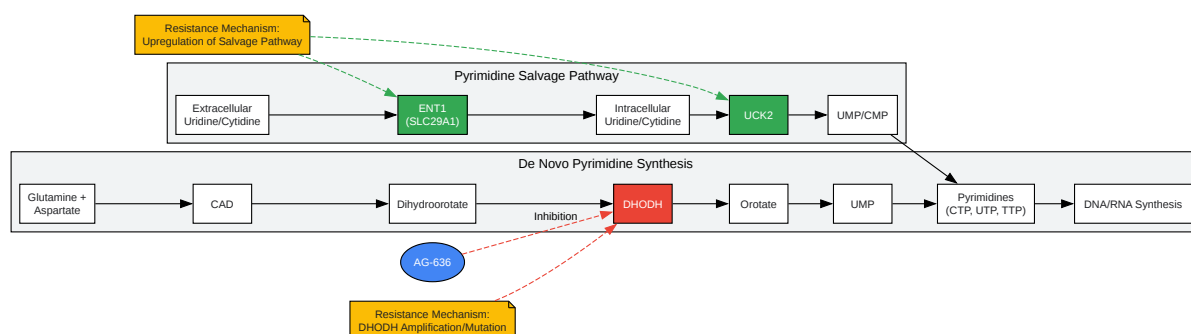 Resistance Mechanism:
Upregulation of Salvage Pathway
Pyrimidine Salvage Pathway
Extracellular
Uridine/Cytidine
ENT1
(SLC29A1)
Intracellular
Uridine/Cytidine
UCK2
UMP/CMP
De Novo Pyrimidine Synthesis
Glutamine +
Aspartate
CAD
Dihydroorotate
Inhibition
DHODH
Orotate
UMP
Pyrimidines
(CTP, UTP, TTP)
DNA/RNA Synthesis
AG-636
Resistance Mechanism:
DHODH Amplification/Mutation